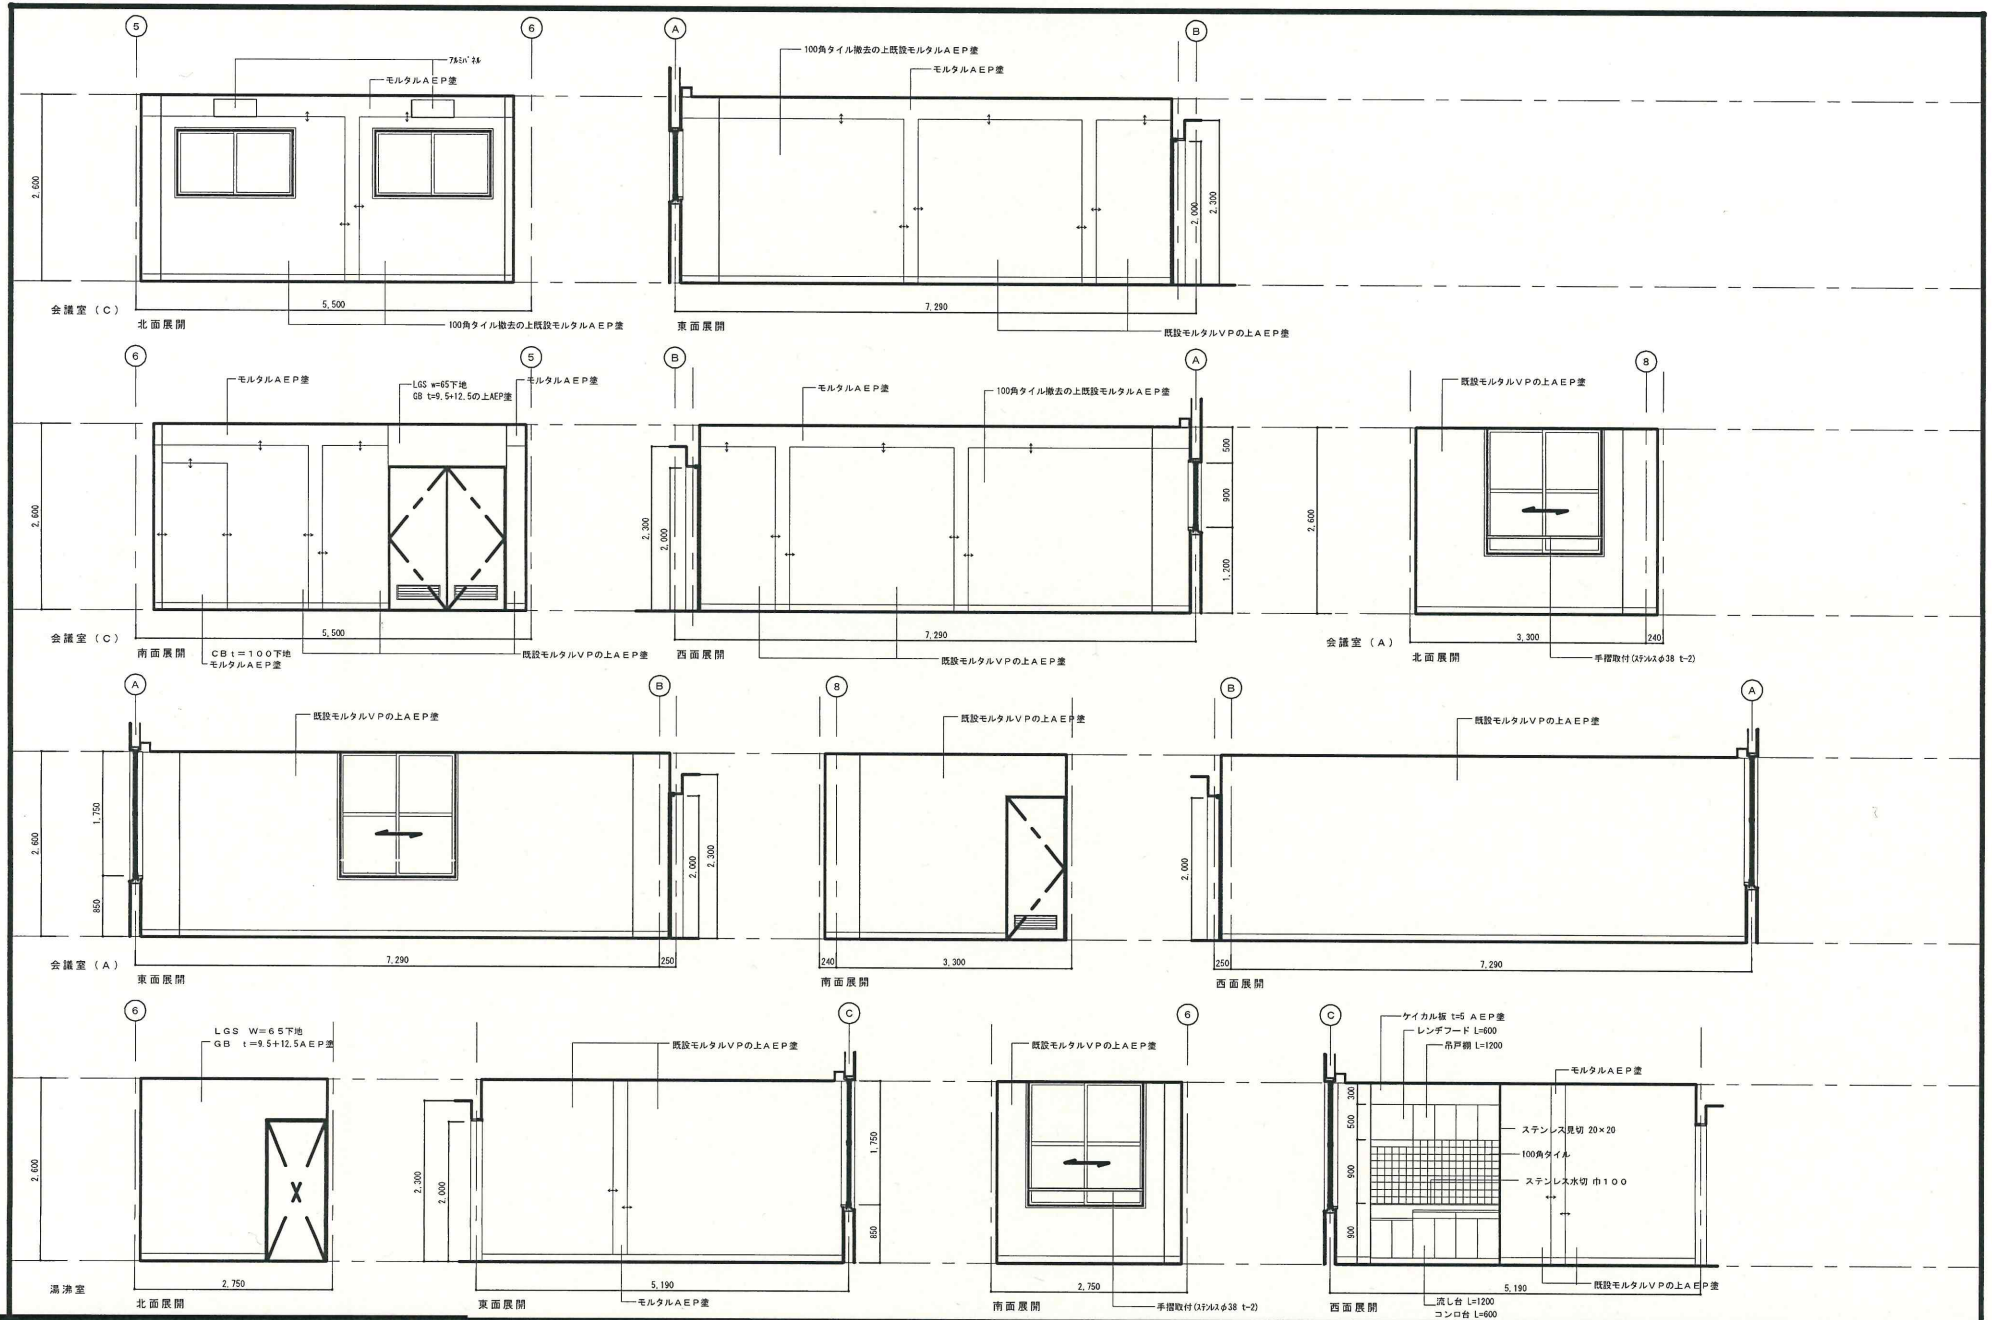 5
6
アルミパネル
モルタルAEP塗
2,600
5,500
会議室(C)
北面展開
100角タイル撤去の上既設モルタルAEP塗
A
B
100角タイル撤去の上既設モルタルAEP塗
モルタルAEP塗
2,000
2,300
7,290
東面展開
既設モルタルVPの上AEP塗
6
5
モルタルAEP塗
LGS w=65下地
GB t=9.5+12.5の上AEP塗
モルタルAEP塗
2,600
5,500
会議室(C)
南面展開
CBt=100下地
モルタルAEP塗
既設モルタルVPの上AEP塗
B
A
モルタルAEP塗
100角タイル撤去の上既設モルタルAEP塗
2,300
2,000
500
900
1,200
7,290
西面展開
既設モルタルVPの上AEP塗
8
既設モルタルVPの上AEP塗
2,600
3,300
240
会議室(A)
北面展開
手摺取付(ステンレスφ38 t-2)
A
B
既設モルタルVPの上AEP塗
2,600
1,750
850
2,000
2,300
7,290
250
会議室(A)
東面展開
8
既設モルタルVPの上AEP塗
240
3,300
南面展開
B
A
既設モルタルVPの上AEP塗
2,000
250
7,290
西面展開
6
LGS W=65下地
GB t=9.5+12.5AEP塗
2,600
2,750
湯沸室
北面展開
C
既設モルタルVPの上AEP塗
2,300
2,000
1,750
850
5,190
東面展開
モルタルAEP塗
6
既設モルタルVPの上AEP塗
2,750
南面展開
手摺取付(ステンレスφ38 t-2)
C
ケイカル板 t=5 AEP塗
レンヂフード L=600
吊戸棚 L=1200
モルタルAEP塗
300
500
900
900
ステンレス見切 20×20
100角タイル
ステンレス水切 巾100
既設モルタルVPの上AEP塗
5,190
西面展開
流し台 L=1200
コンロ台 L=600